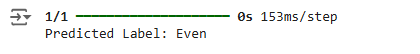 1/1 ━━━━━━━━━━━━━━━━━━━━ 0s 153ms/step
Predicted Label: Even